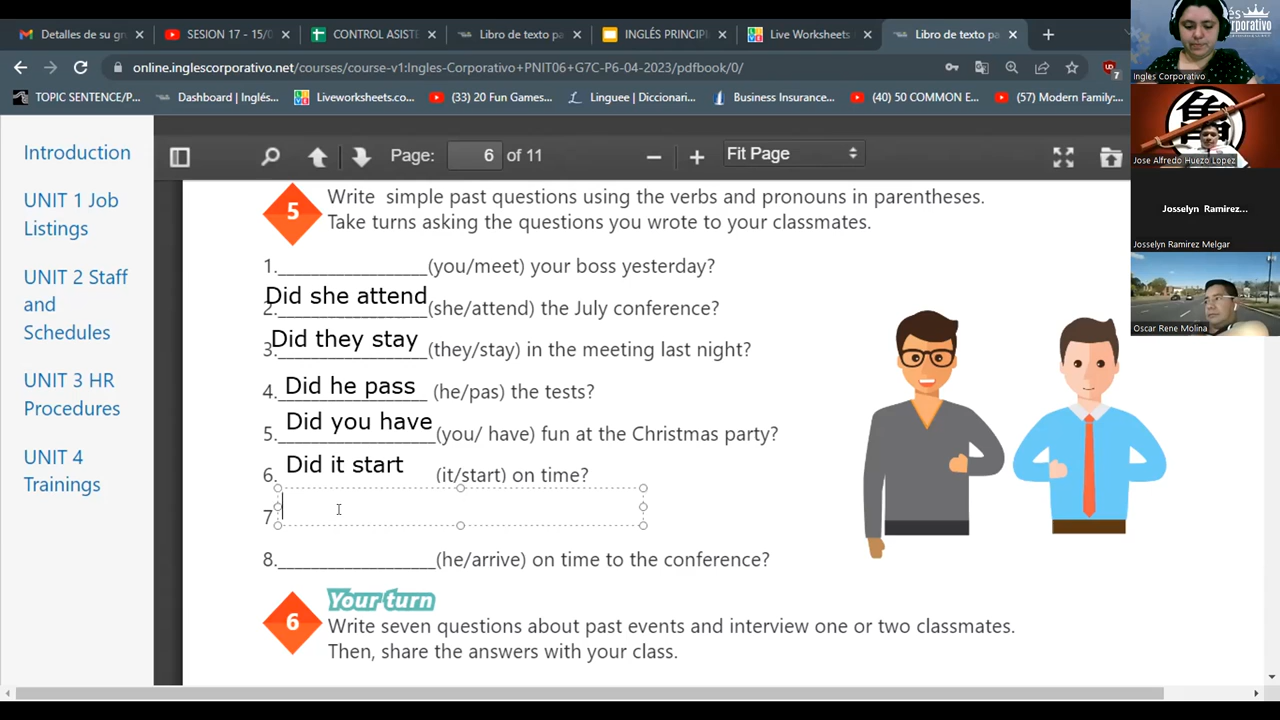 Detalles de su gn
SESION 17 - 15/0
CONTROL ASISTE
Libro de texto pa
INGLÉS PRINCIPI
Live Worksheets
Libro de texto pa
online.inglescorporativo.net/courses/course-v1:Ingles-Corporativo+PNIT06+G7C-P6-04-2023/pdfbook/0/
7
TOPIC SENTENCE/P...
Dashboard | Inglés...
Liveworksheets.co...
(33) 20 Fun Games...
Linguee | Diccionari...
Business Insurance...
(40) 50 COMMON E...
(57) Modern Family:...
Introduction
UNIT 1 Job
Listings
UNIT 2 Staff
and
Schedules
UNIT 3 HR
Procedures
UNIT 4
Trainings
Page: 6 of 11
Fit Page
5
Write simple past questions using the verbs and pronouns in parentheses.
Take turns asking the questions you wrote to your classmates.
1.__________________(you/meet) your boss yesterday?
Did she attend
2.__________________(she/attend) the July conference?
Did they stay
3.__________________(they/stay) in the meeting last night?
Did he pass
4.__________________ (he/pas) the tests?
Did you have
5.___________________(you/ have) fun at the Christmas party?
Did it start
6. (it/start) on time?
7
8.___________________(he/arrive) on time to the conference?
6
Your turn
Write seven questions about past events and interview one or two classmates.
Then, share the answers with your class.
Ingles Corporativo
Jose Alfredo Huezo Lopez
Josselyn Ramirez...
Josselyn Ramirez Melgar
Oscar Rene Molina